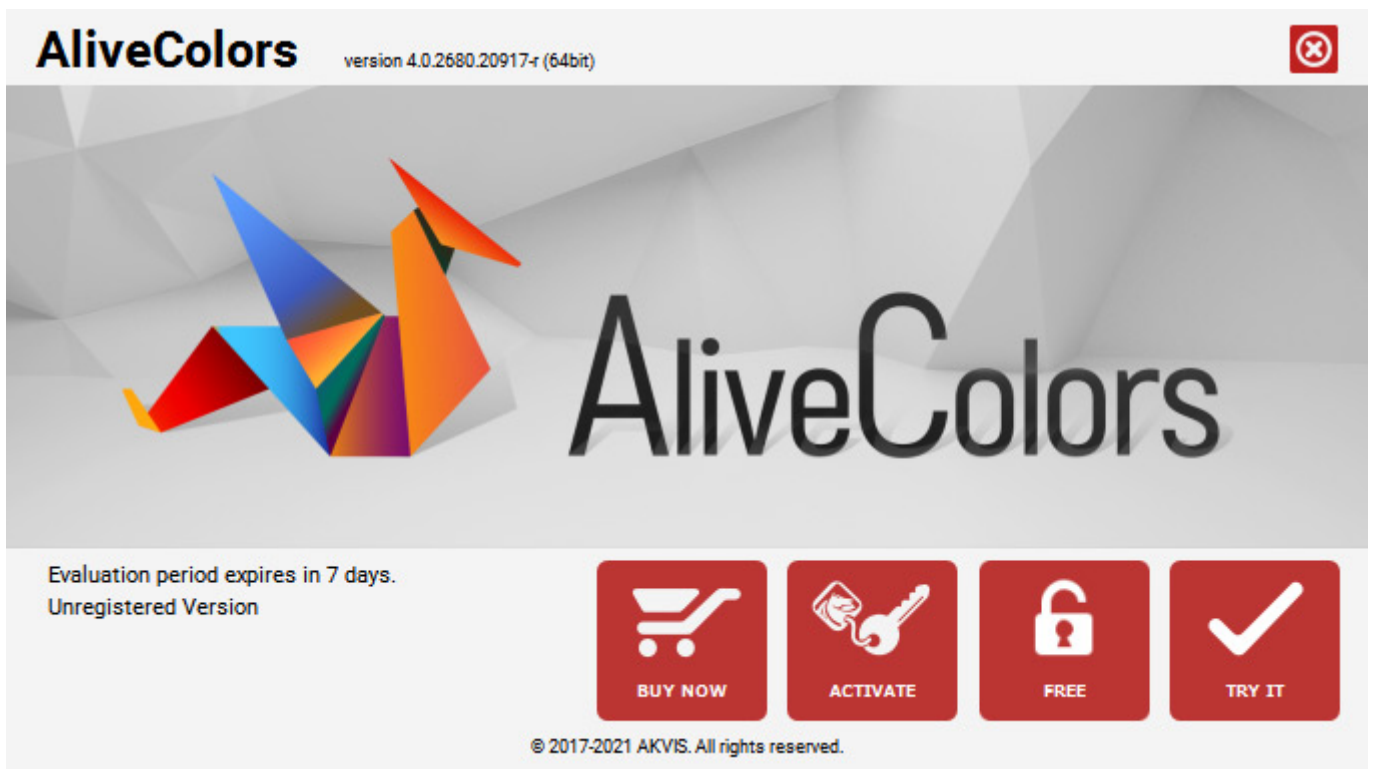 AliveColors version 4.0.2680.20917-r (64bit)
AliveColors
Evaluation period expires in 7 days.
Unregistered Version
BUY NOW
ACTIVATE
FREE
TRY IT
© 2017-2021 AKVIS. All rights reserved.